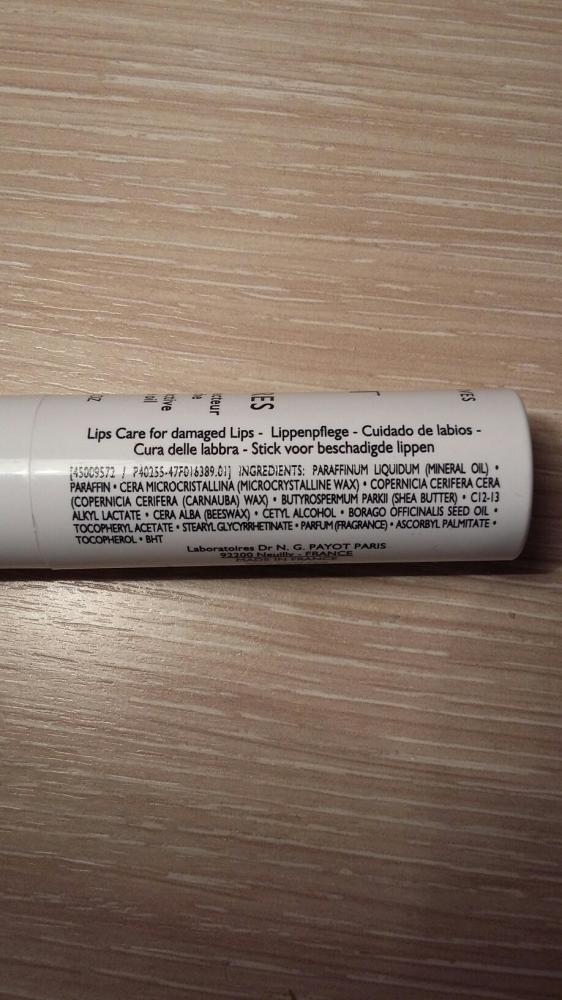 Lips Care for damaged Lips - Lippenpflege - Cuidado de labios -
Cura delle labbra - Stick voor beschadigde lippen
[45009572 / P40255-47F016389.01] INGREDIENTS: PARAFFINUM LIQUIDUM (MINERAL OIL) •
PARAFFIN • CERA MICROCRISTALLINA (MICROCRYSTALLINE WAX) • COPERNICIA CERIFERA CERA
(COPERNICIA CERIFERA (CARNAUBA) WAX) • BUTYROSPERMUM PARKII (SHEA BUTTER) • C12-13
ALKYL LACTATE • CERA ALBA (BEESWAX) • CETYL ALCOHOL • BORAGO OFFICINALIS SEED OIL •
TOCOPHERYL ACETATE • STEARYL GLYCYRRHETINATE • PARFUM (FRAGRANCE) • ASCORBYL PALMITATE •
TOCOPHEROL • BHT
Laboratoires Dr N. G. PAYOT PARIS
92200 Neuilly - FRANCE
MADE IN FRANCE